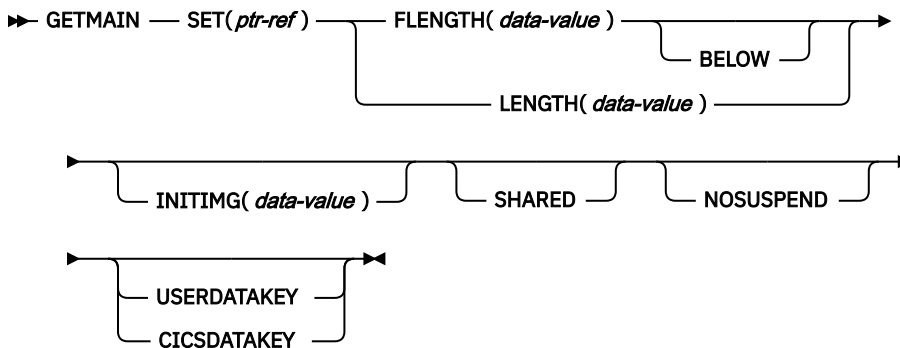 GETMAIN SET( ptr-ref ) FLENGTH( data-value )
BELOW
LENGTH( data-value )
INITIMG( data-value ) SHARED NOSUSPEND
USERDATAKEY
CICSDATAKEY